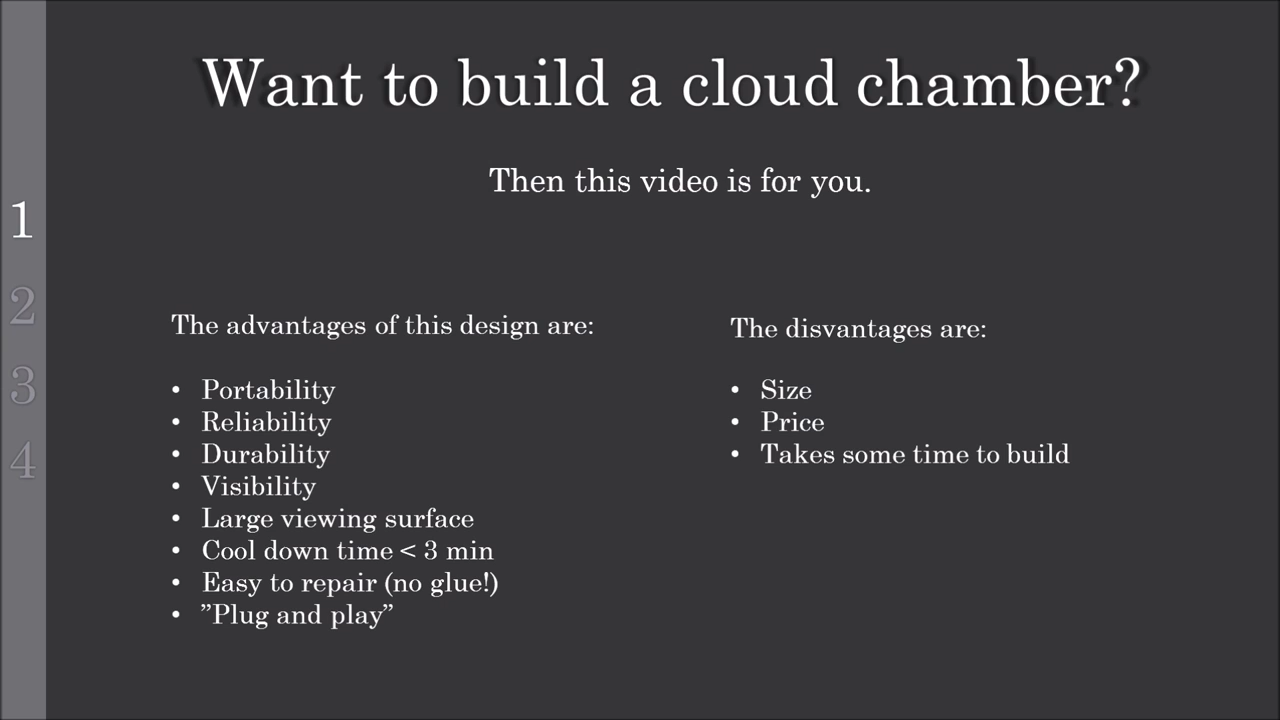 Want to build a cloud chamber?
Then this video is for you.
1
2
3
4
The advantages of this design are:
• Portability
• Reliability
• Durability
• Visibility
• Large viewing surface
• Cool down time < 3 min
• Easy to repair (no glue!)
• ”Plug and play”
The disvantages are:
• Size
• Price
• Takes some time to build